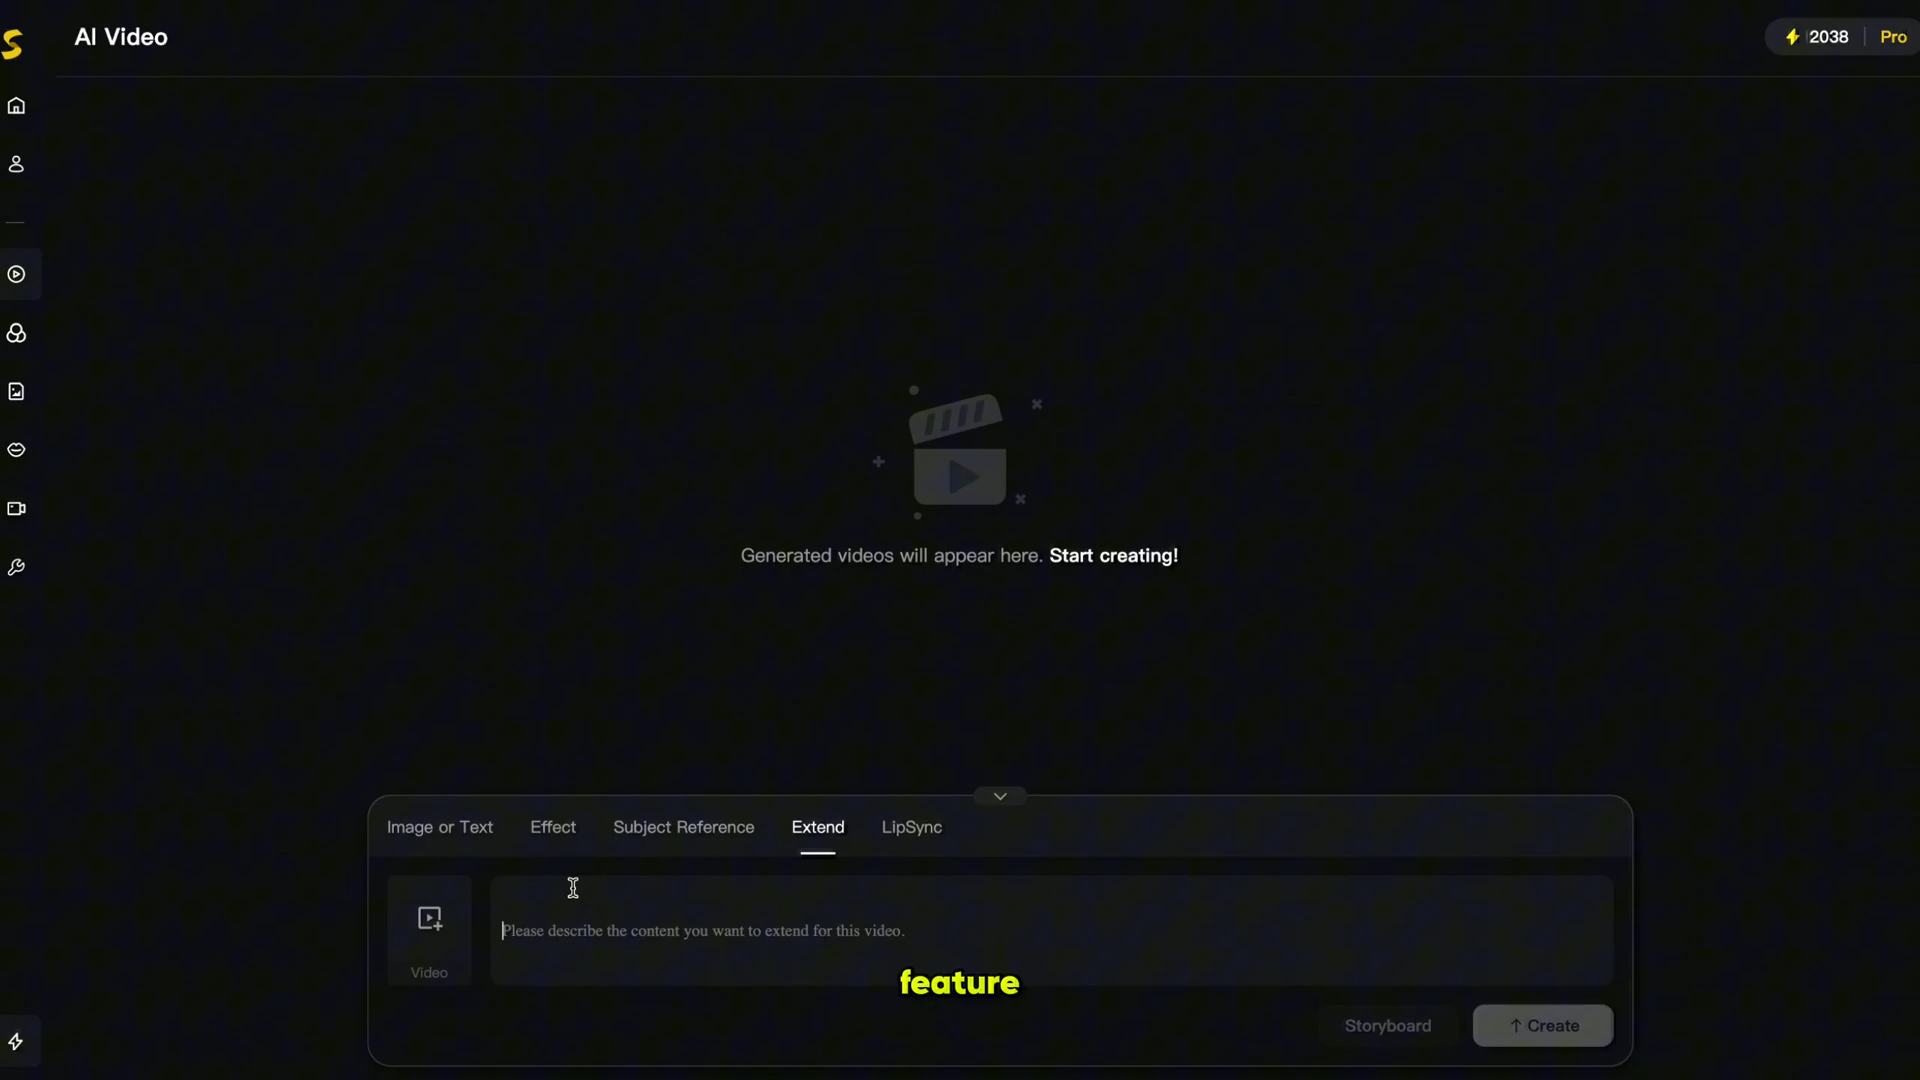 AI Video
2038
Pro
Generated videos will appear here. Start creating!
Image or Text
Effect
Subject Reference
Extend
LipSync
Please describe the content you want to extend for this video.
Video
feature
Storyboard
Create